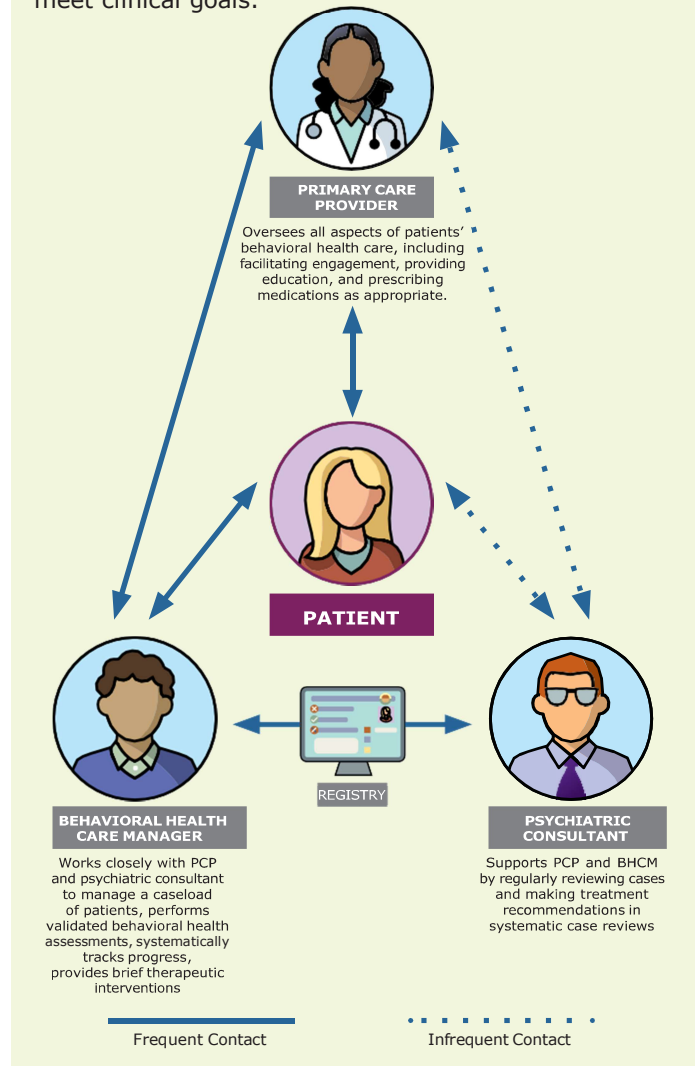 meet clinical goals.
PRIMARY CARE
PROVIDER
Oversees all aspects of patients’
behavioral health care, including
facilitating engagement, providing
education, and prescribing
medications as appropriate.
PATIENT
REGISTRY
BEHAVIORAL HEALTH
CARE MANAGER
Works closely with PCP
and psychiatric consultant
to manage a caseload
of patients, performs
validated behavioral health
assessments, systematically
tracks progress,
provides brief therapeutic
interventions
PSYCHIATRIC
CONSULTANT
Supports PCP and BHCM
by regularly reviewing cases
and making treatment
recommendations in
systematic case reviews
Frequent Contact
Infrequent Contact